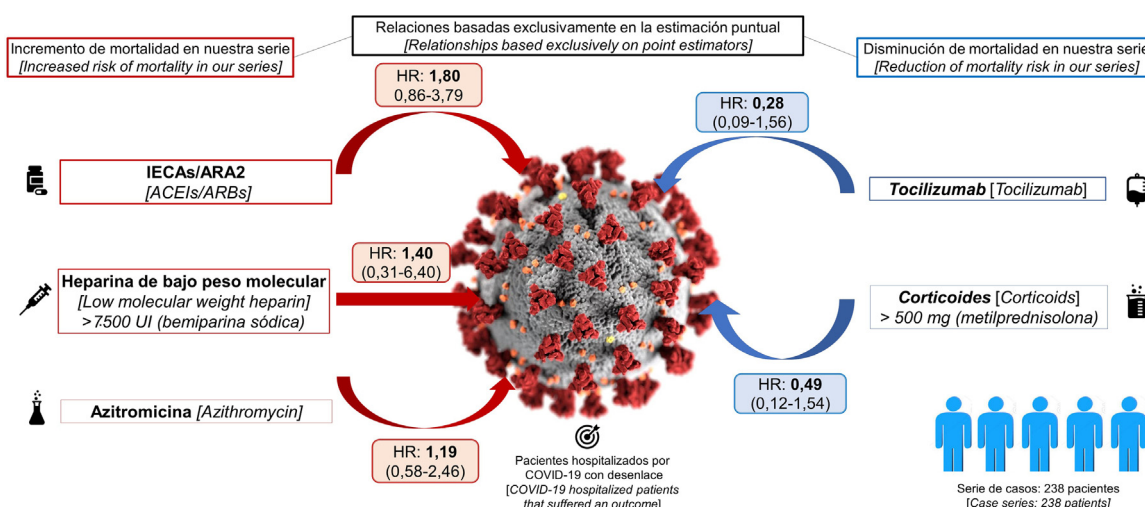 Relaciones basadas exclusivamente en la estimación puntual
[Relationships based exclusively on point estimators]
Incremento de mortalidad en nuestra serie
[Increased risk of mortality in our series]
Disminución de mortalidad en nuestra serie
[Reduction of mortality risk in our series]
HR: 1,80
0,86-3,79
HR: 0,28
(0,09-1,56)
IECAs/ARA2
[ACEIs/ARBs]
Tocilizumab [Tocilizumab]
HR: 1,40
(0,31-6,40)
Heparina de bajo peso molecular
[Low molecular weight heparin]
>7500 UI (bemiparina sódica)
Corticoides [Corticoids]
> 500 mg (metilprednisolona)
HR: 0,49
(0,12-1,54)
Azitromicina [Azithromycin]
HR: 1,19
(0,58-2,46)
Pacientes hospitalizados por
COVID-19 con desenlace
[COVID-19 hospitalized patients
that suffered an outcome]
Serie de casos: 238 pacientes
[Case series: 238 patients]